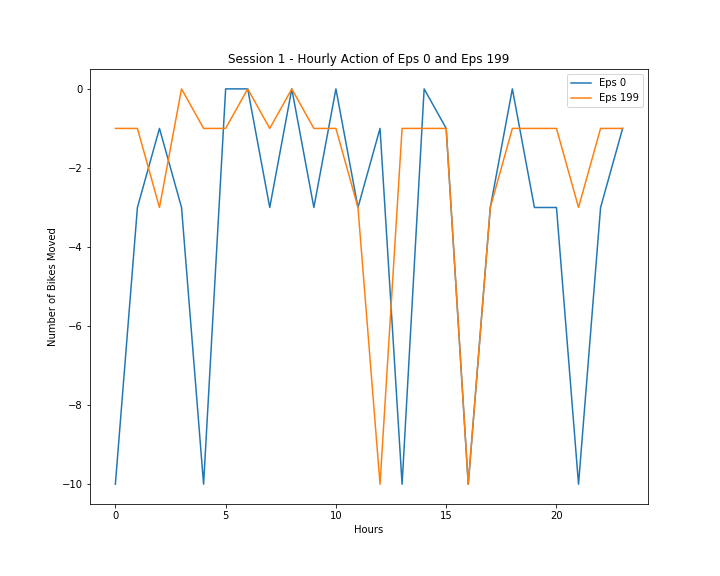 Session 1 - Hourly Action of Eps 0 and Eps 199
Eps 0
Eps 199
0
−2
−4
−6
−8
−10
Number of Bikes Moved
0 5 10 15 20
Hours